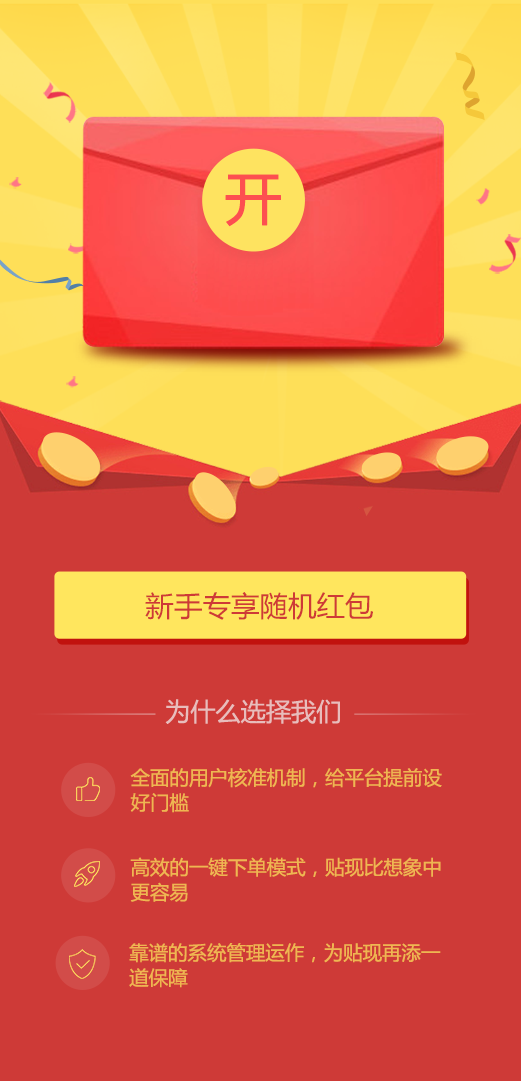 开
新手专享随机红包
为什么选择我们
全面的用户核准机制，给平台提前设
好门槛
高效的一键下单模式，贴现比想象中
更容易
靠谱的系统管理运作，为贴现再添一
道保障